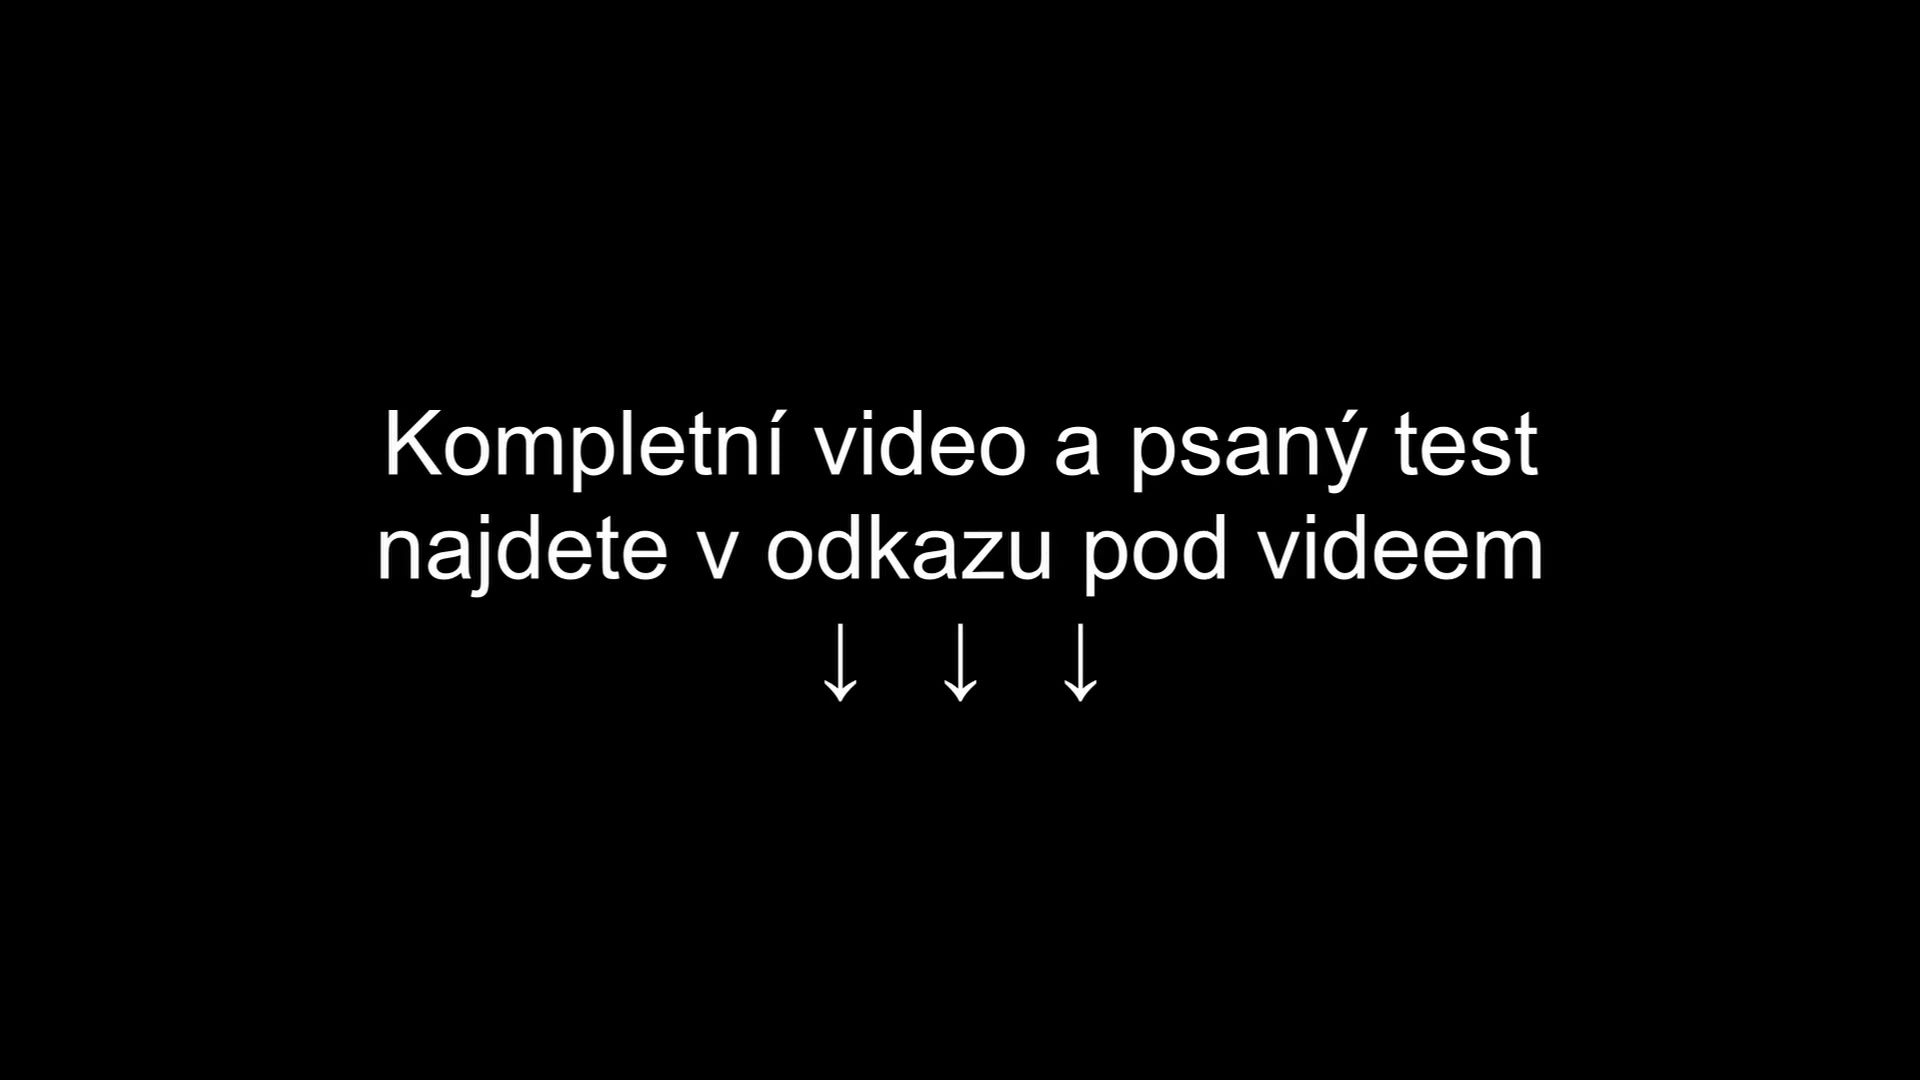 Kompletní video a psaný test
najdete v odkazu pod videem
↓ ↓ ↓